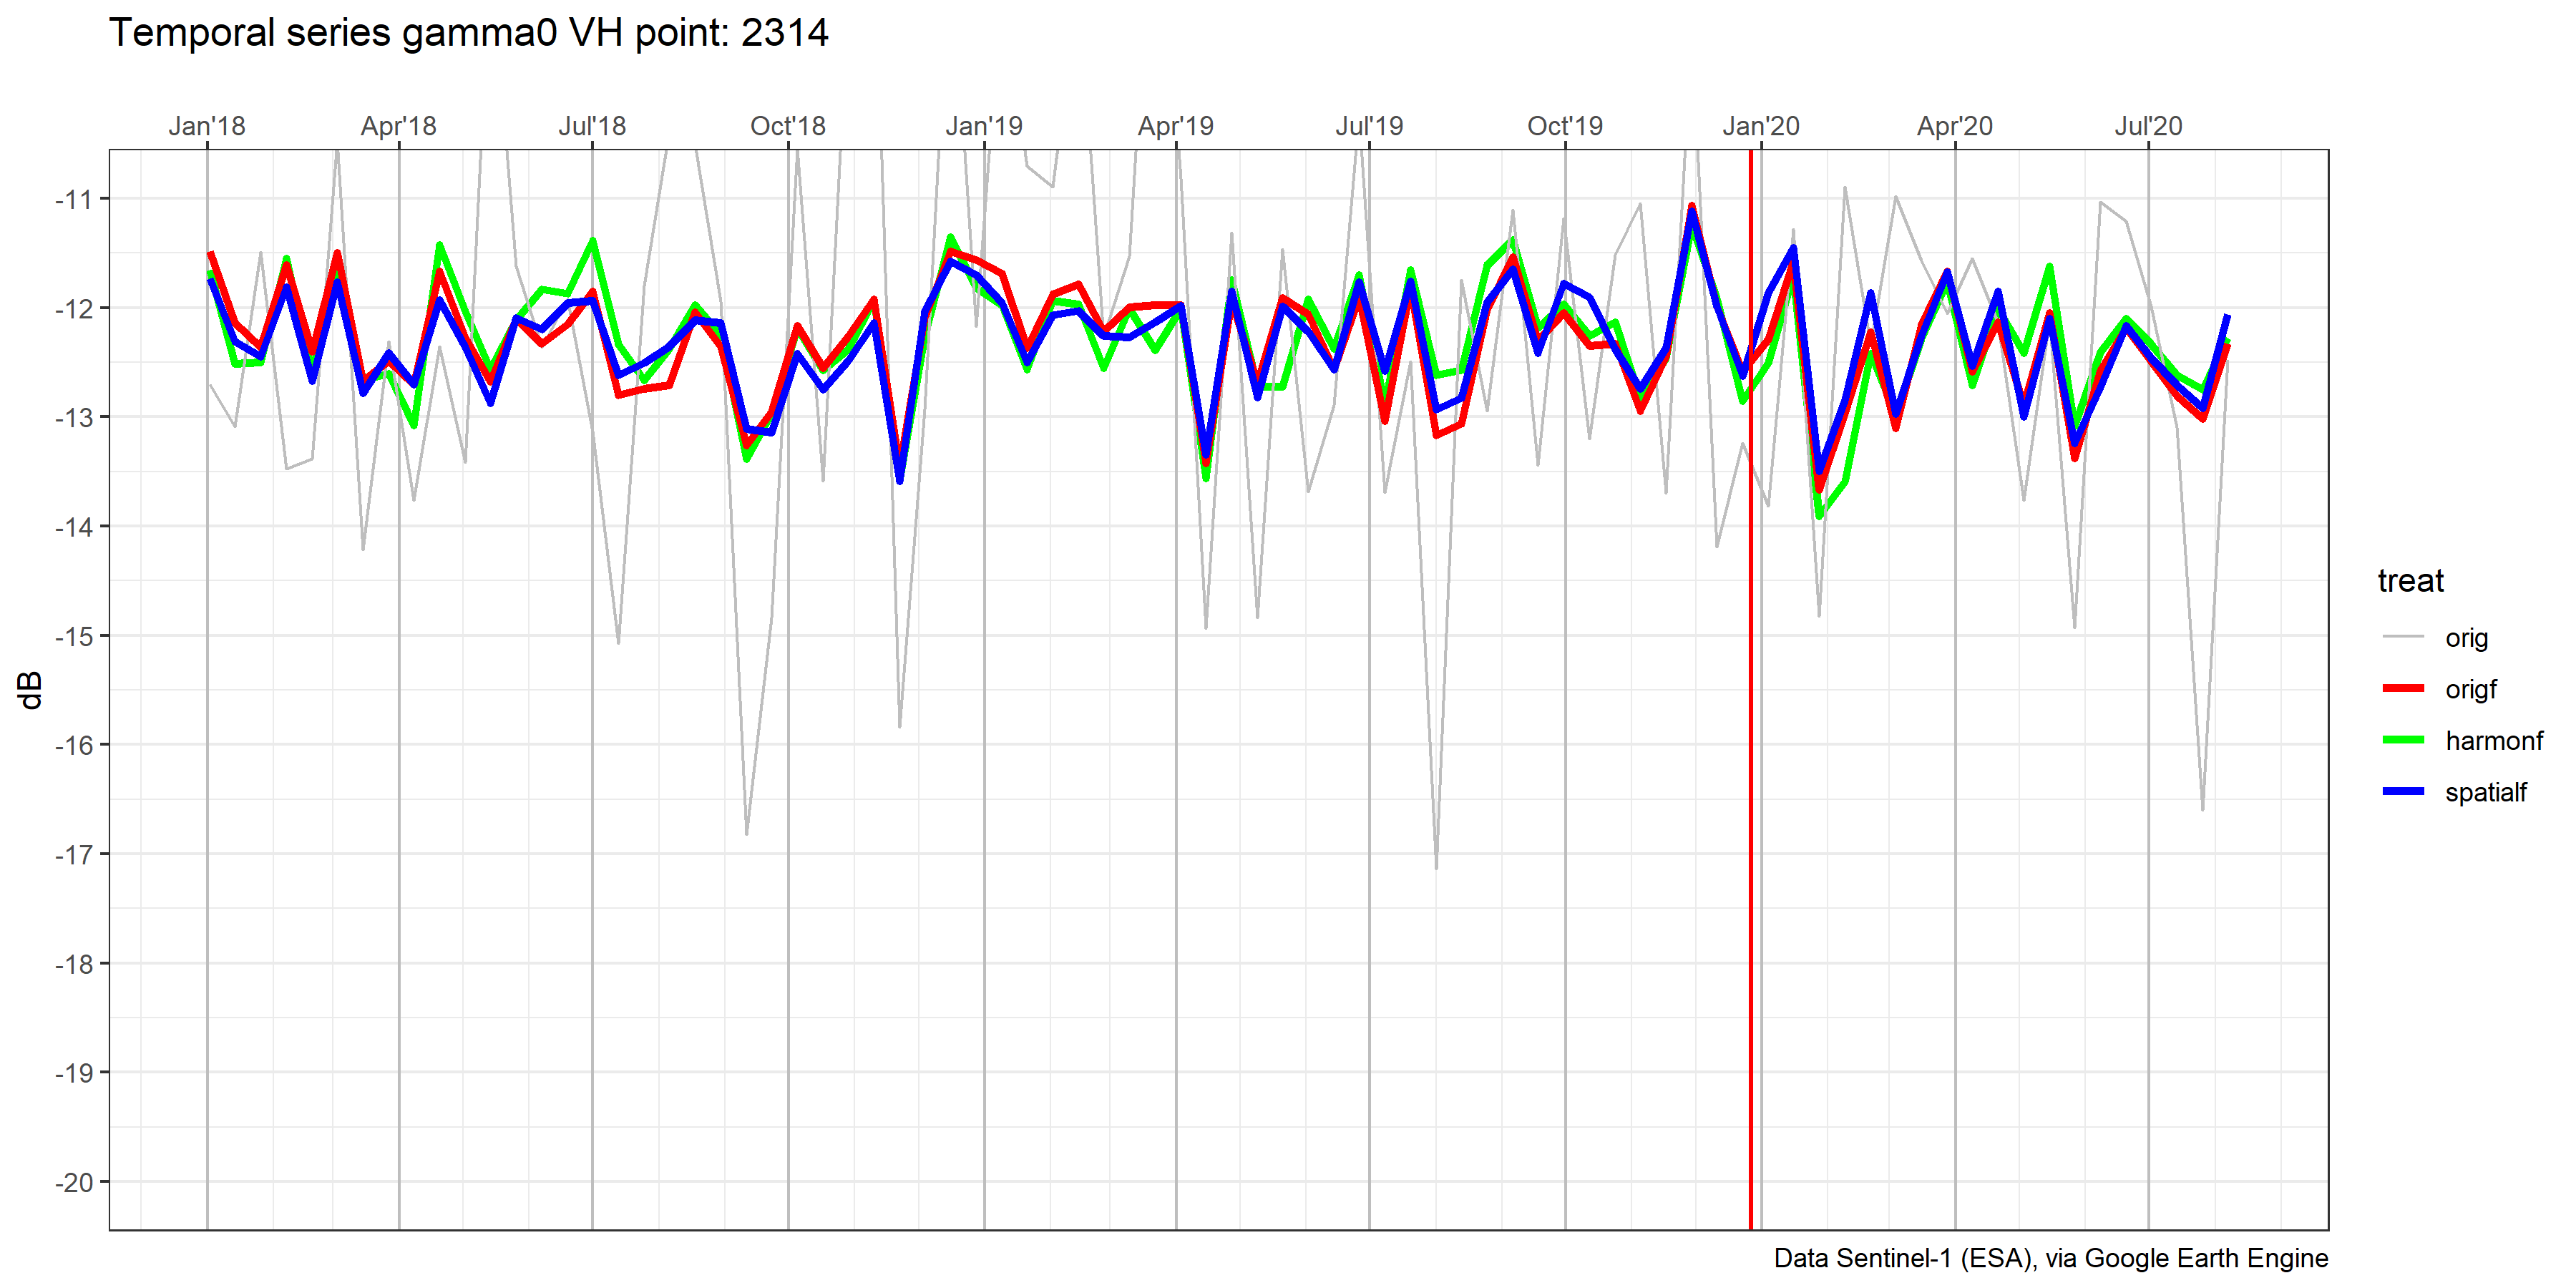 Temporal series gamma0 VH point: 2314
Jan'18 Apr'18 Jul'18 Oct'18 Jan'19 Apr'19 Jul'19 Oct'19 Jan'20 Apr'20 Jul'20
-11
-12
-13
-14
-15
-16
-17
-18
-19
-20
dB
treat
orig
origf
harmonf
spatialf
Data Sentinel-1 (ESA), via Google Earth Engine